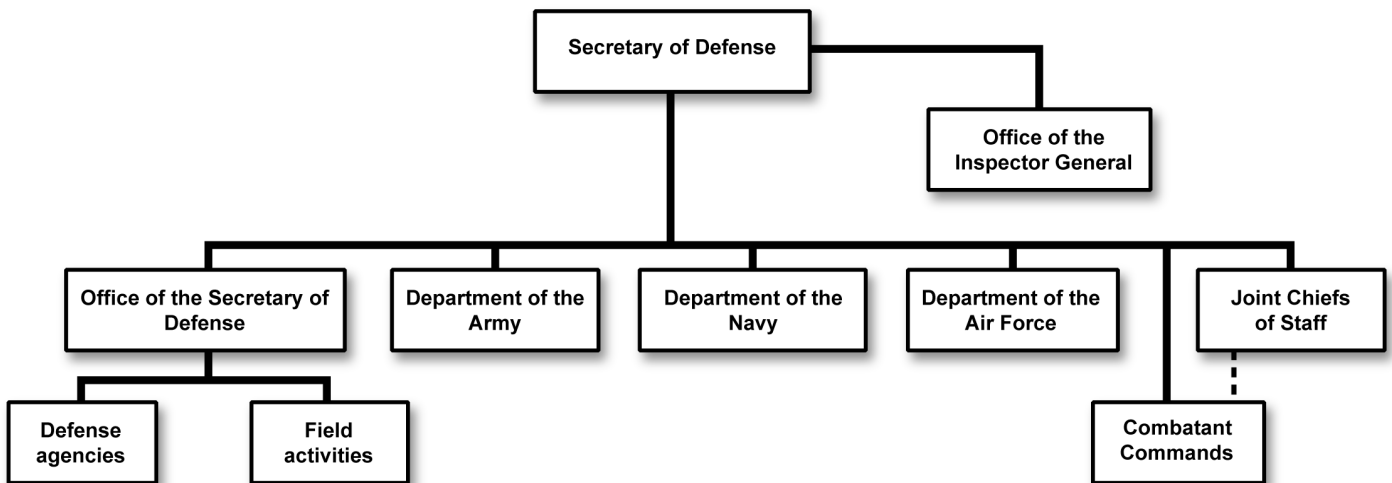 Secretary of Defense
Office of the
Inspector General
Office of the Secretary of
Defense
Department of the
Army
Department of the
Navy
Department of the
Air Force
Joint Chiefs
of Staff
Defense
agencies
Field
activities
Combatant
Commands